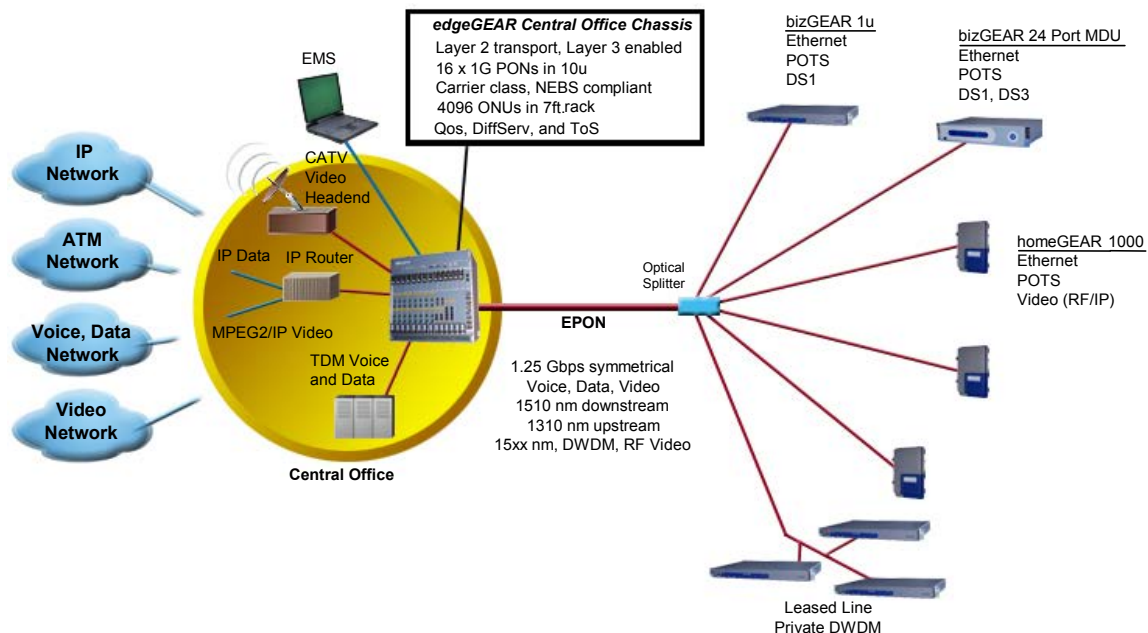 edgeGEAR Central Office Chassis
Layer 2 transport, Layer 3 enabled
16 x 1G PONs in 10u
Carrier class, NEBS compliant
4096 ONUs in 7ft.rack
Qos, DiffServ, and ToS
bizGEAR 1u
Ethernet
POTS
DS1
bizGEAR 24 Port MDU
Ethernet
POTS
DS1, DS3
EMS
IP
Network
ATM
Network
Voice, Data
Network
Video
Network
CATV
Video
Headend
IP Data
IP Router
MPEG2/IP Video
TDM Voice
and Data
Central Office
EPON
1.25 Gbps symmetrical
Voice, Data, Video
1510 nm downstream
1310 nm upstream
15xx nm, DWDM, RF Video
Optical
Splitter
homeGEAR 1000
Ethernet
POTS
Video (RF/IP)
Leased Line
Private DWDM